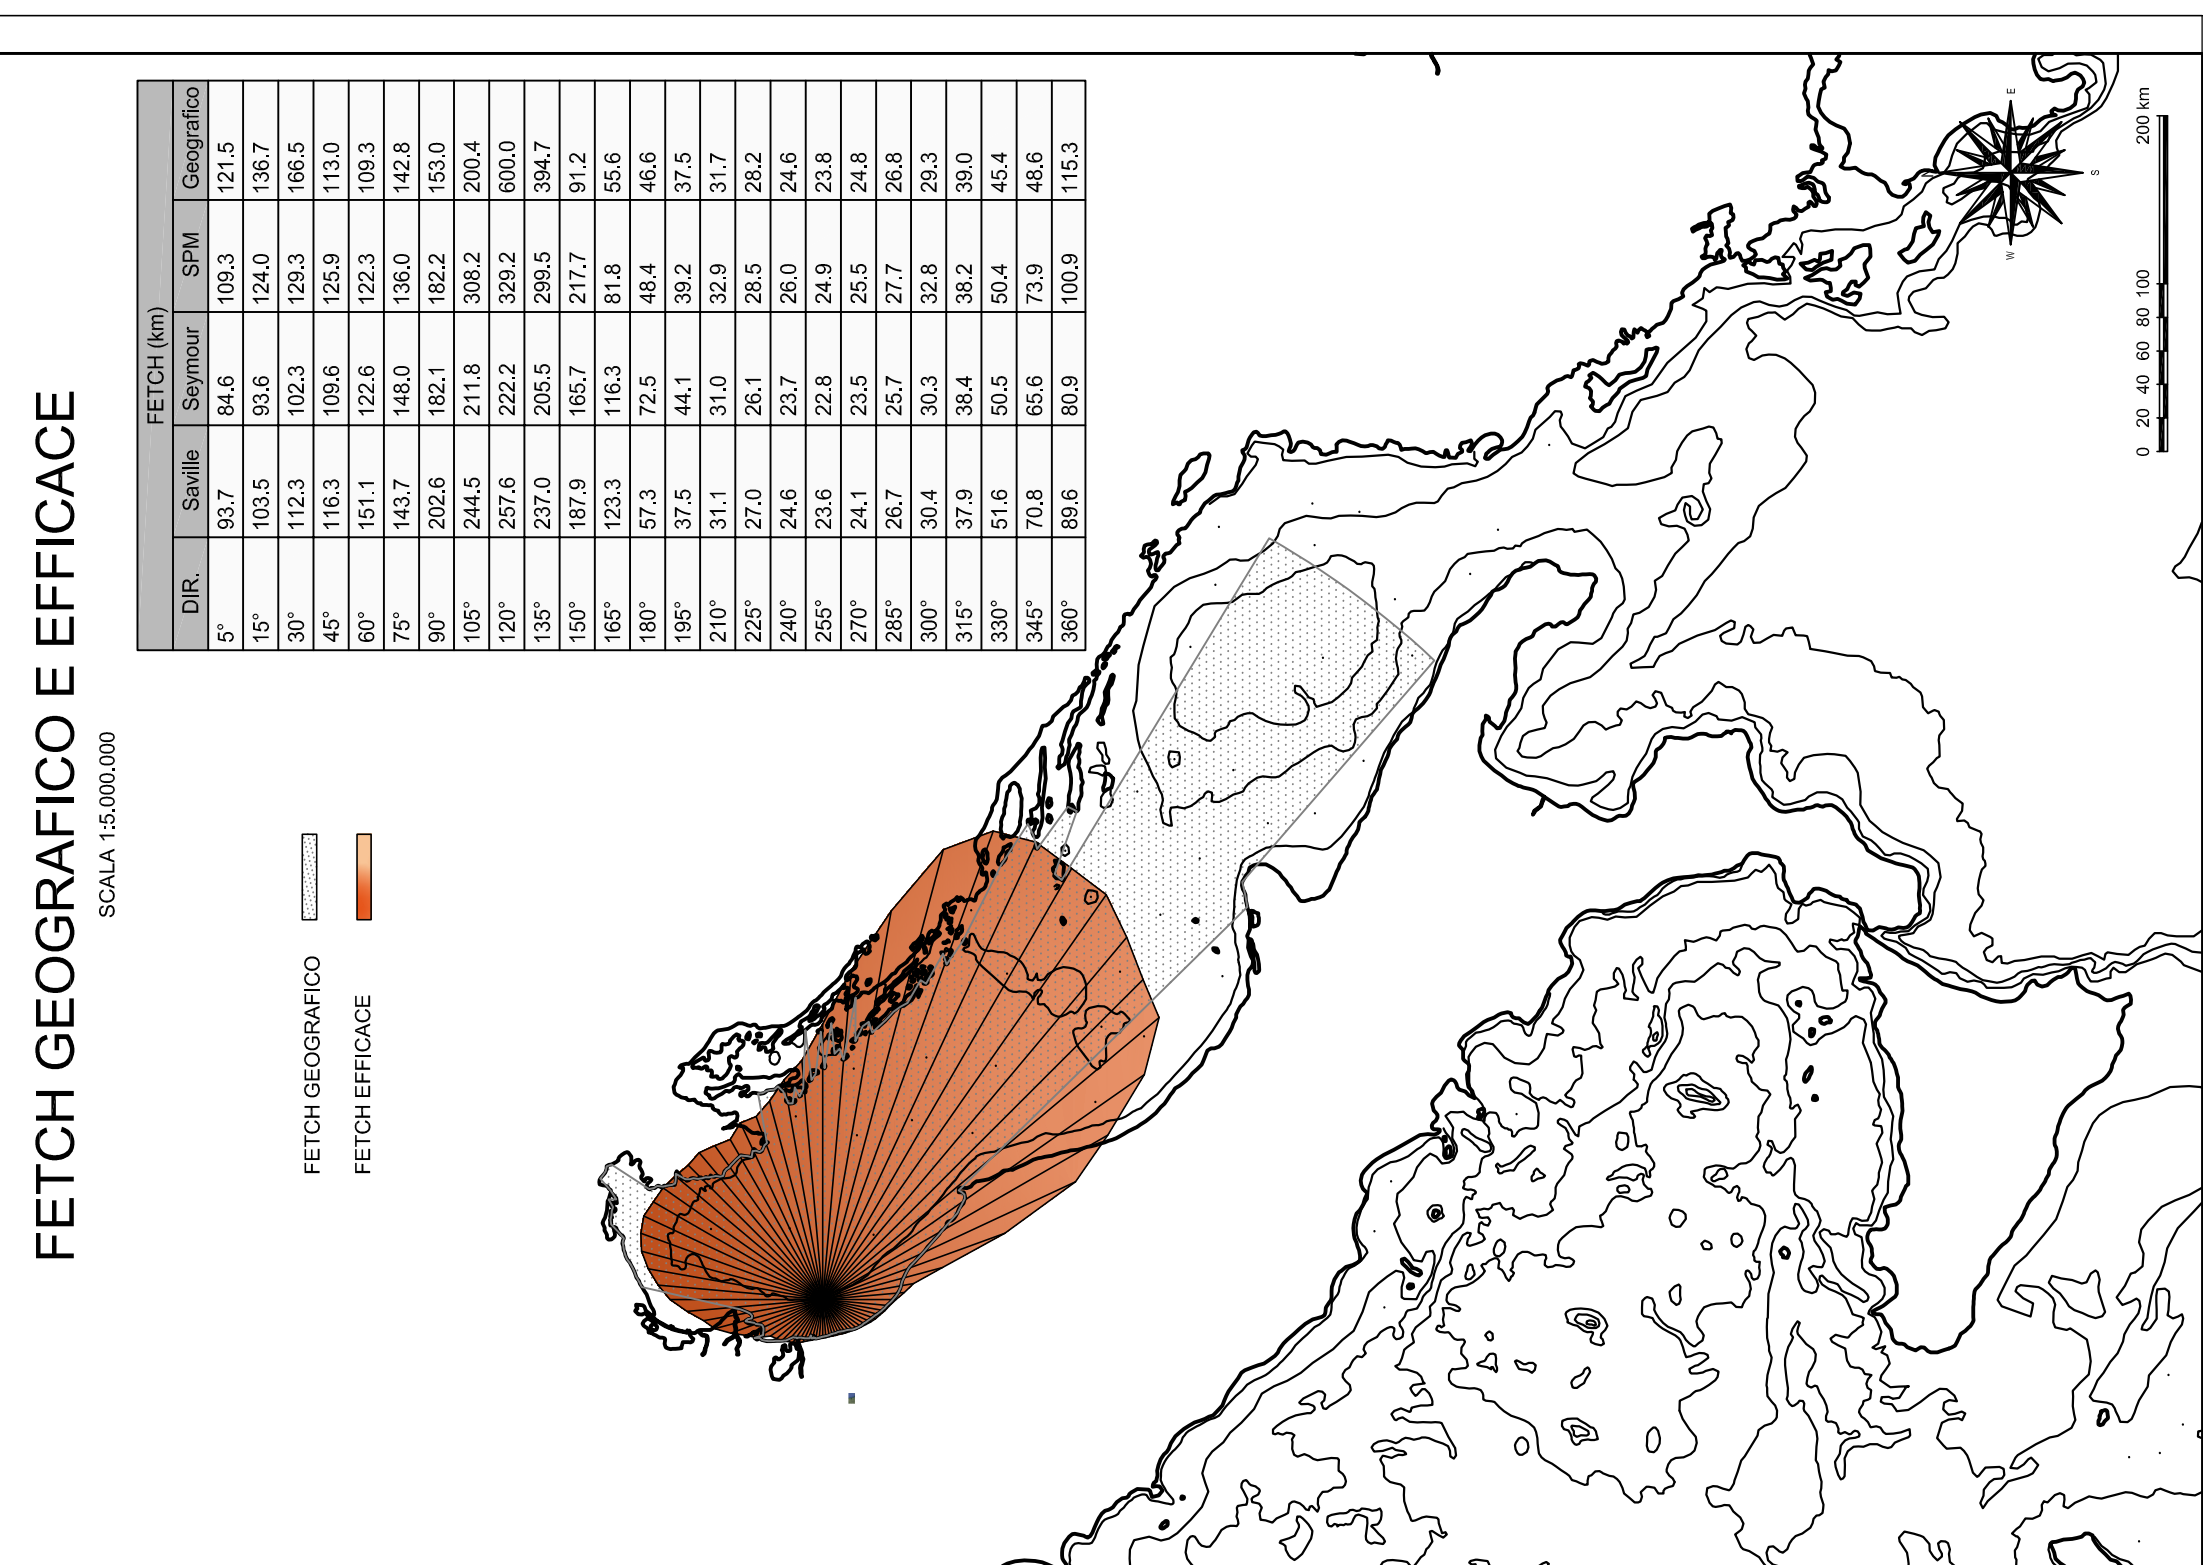 FETCH GEOGRAFICO E EFFICACE
SCALA 1:5.000.000
FETCH (km)
DIR. Saville Seymour SPM Geografico
5° 93.7 84.6 109.3 121.5
15° 103.5 93.6 124.0 136.7
30° 112.3 102.3 129.3 166.5
45° 116.3 109.6 125.9 113.0
60° 151.1 122.6 122.3 109.3
75° 143.7 148.0 136.0 142.8
90° 202.6 182.1 182.2 153.0
105° 244.5 211.8 308.2 200.4
120° 257.6 222.2 329.2 600.0
135° 237.0 205.5 299.5 394.7
150° 187.9 165.7 217.7 91.2
165° 123.3 116.3 81.8 55.6
180° 57.3 72.5 48.4 46.6
195° 37.5 44.1 39.2 37.5
210° 31.1 31.0 32.9 31.7
225° 27.0 26.1 28.5 28.2
240° 24.6 23.7 26.0 24.6
255° 23.6 22.8 24.9 23.8
270° 24.1 23.5 25.5 24.8
285° 26.7 25.7 27.7 26.8
300° 30.4 30.3 32.8 29.3
315° 37.9 38.4 38.2 39.0
330° 51.6 50.5 50.4 45.4
345° 70.8 65.6 73.9 48.6
360° 89.6 80.9 100.9 115.3
FETCH GEOGRAFICO
FETCH EFFICACE
E
W
S
0 20 40 60 80 100 200 km